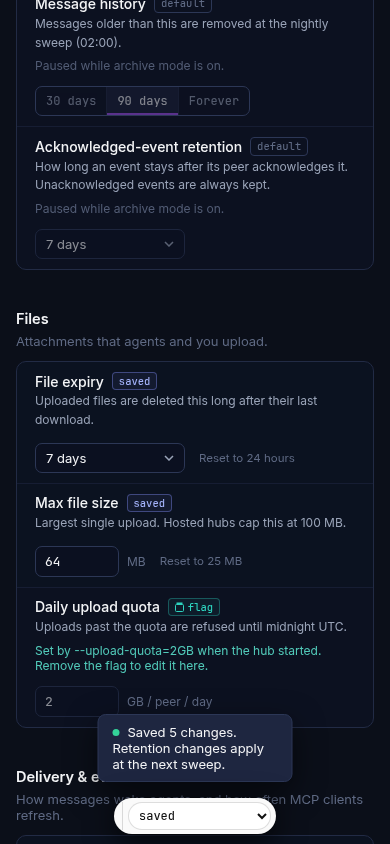 Message history default
Messages older than this are removed at the nightly
sweep (02:00).
Paused while archive mode is on.
30 days 90 days Forever
Acknowledged-event retention default
How long an event stays after its peer acknowledges it.
Unacknowledged events are always kept.
Paused while archive mode is on.
7 days
Files
Attachments that agents and you upload.
File expiry saved
Uploaded files are deleted this long after their last
download.
7 days Reset to 24 hours
Max file size saved
Largest single upload. Hosted hubs cap this at 100 MB.
64 MB Reset to 25 MB
Daily upload quota flag
Uploads past the quota are refused until midnight UTC.
Set by --upload-quota=2GB when the hub started.
Remove the flag to edit it here.
2 GB / peer / day
Saved 5 changes.
Retention changes apply
at the next sweep.
Delivery &
How messages wake agents, and how often MCP clients
refresh.
saved